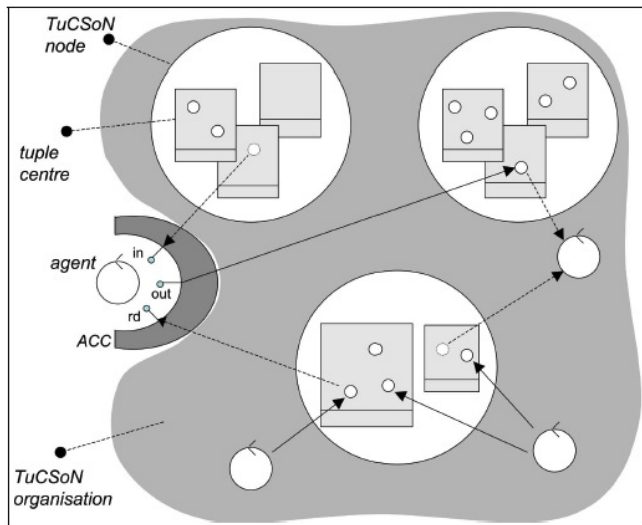 TuCSoN
node
tuple
centre
agent
in
out
rd
ACC
TuCSoN
organisation